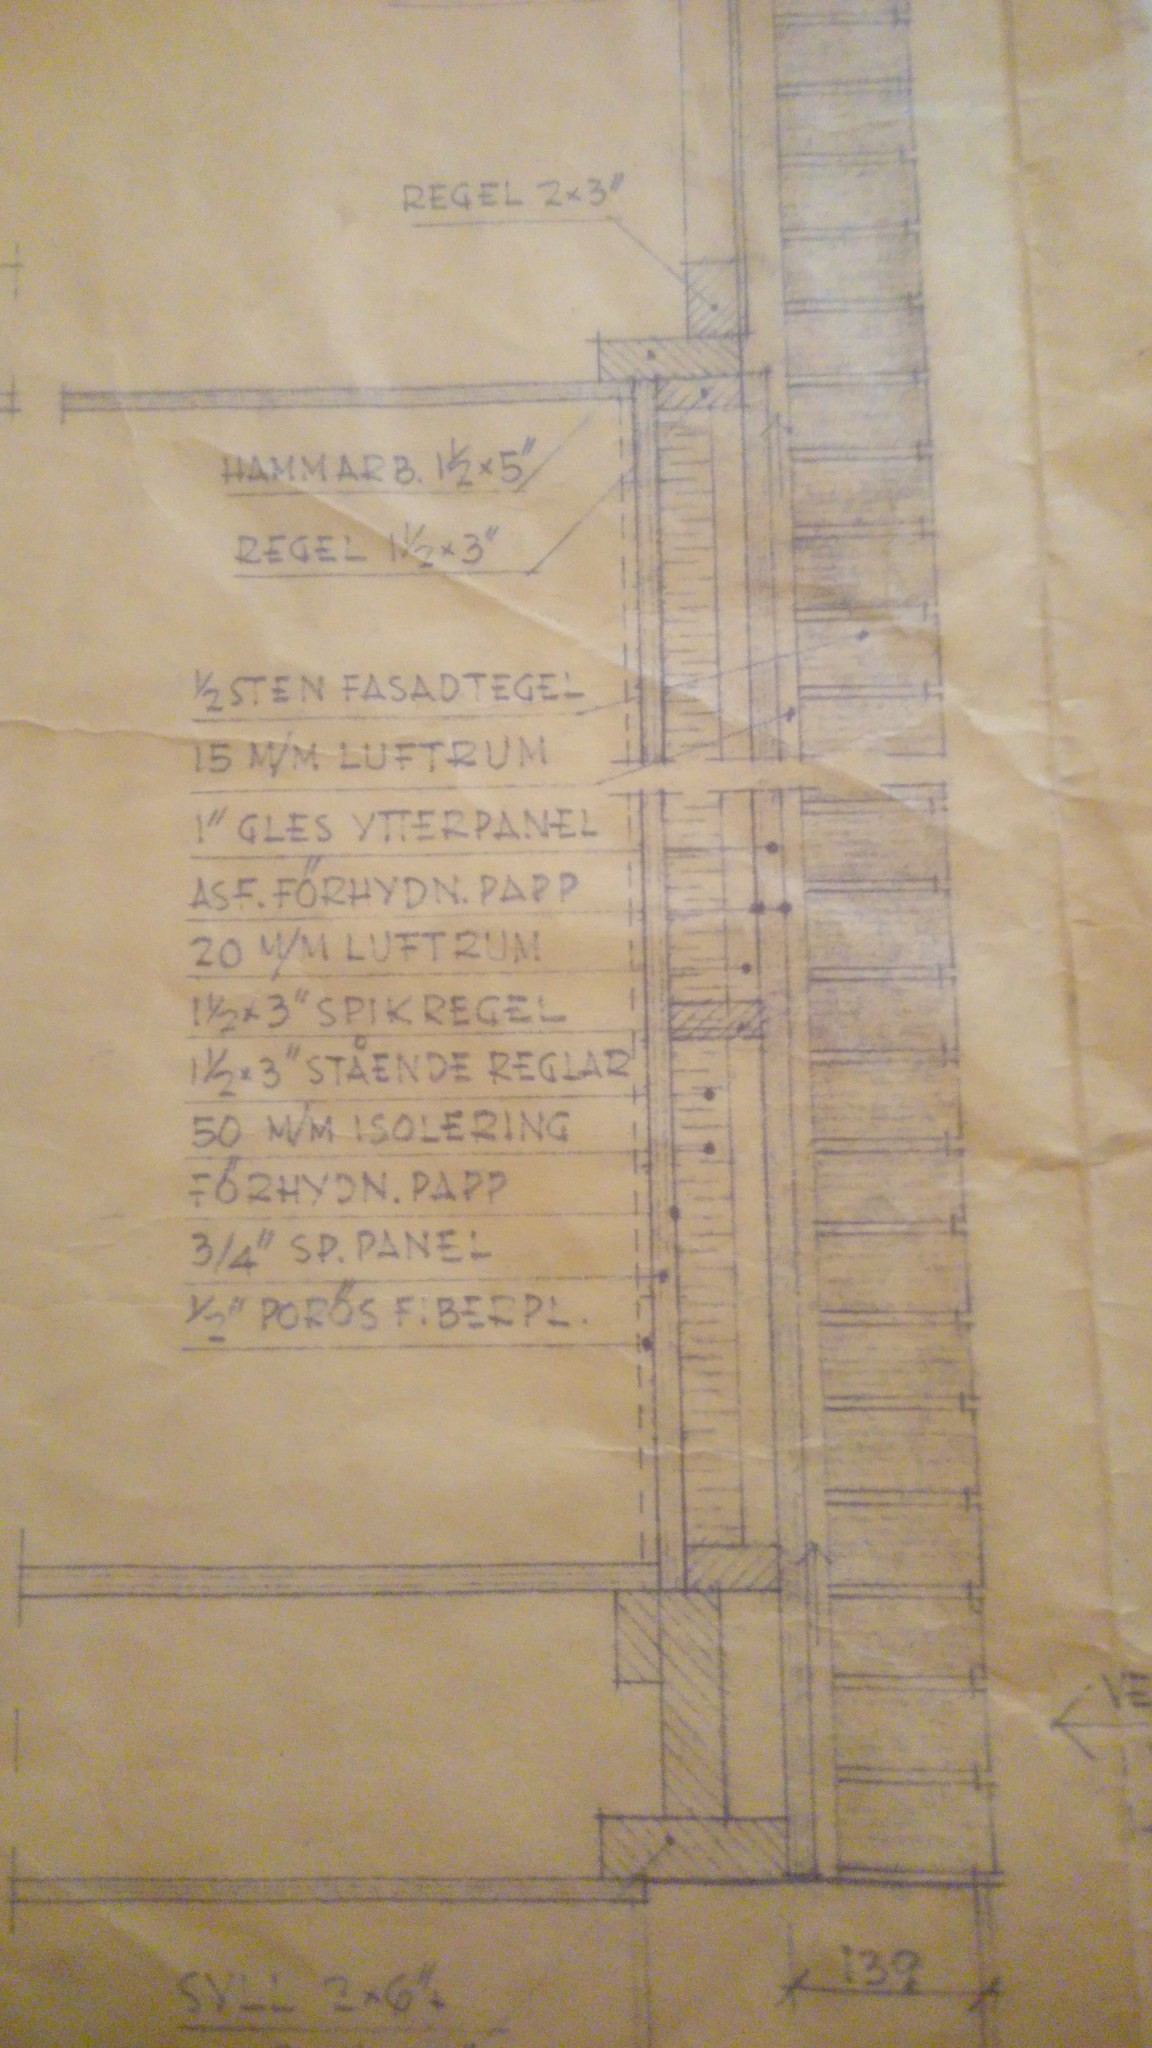 REGEL 2×3"
HAMMARB. 1½×5"
REGEL 1½×3"
½ STEN FASADTEGEL
15 M/M LUFTRUM
1" GLES YTTERPANEL
ASF. FÖRHYDN. PAPP
20 M/M LUFTRUM
1½×3" SPIKREGEL
1½×3" STÅENDE REGLAR
50 M/M ISOLERING
FÖRHYDN. PAPP
3/4" SP. PANEL
½" PORÖS FIBERPL.
SYLL 2×6"
139